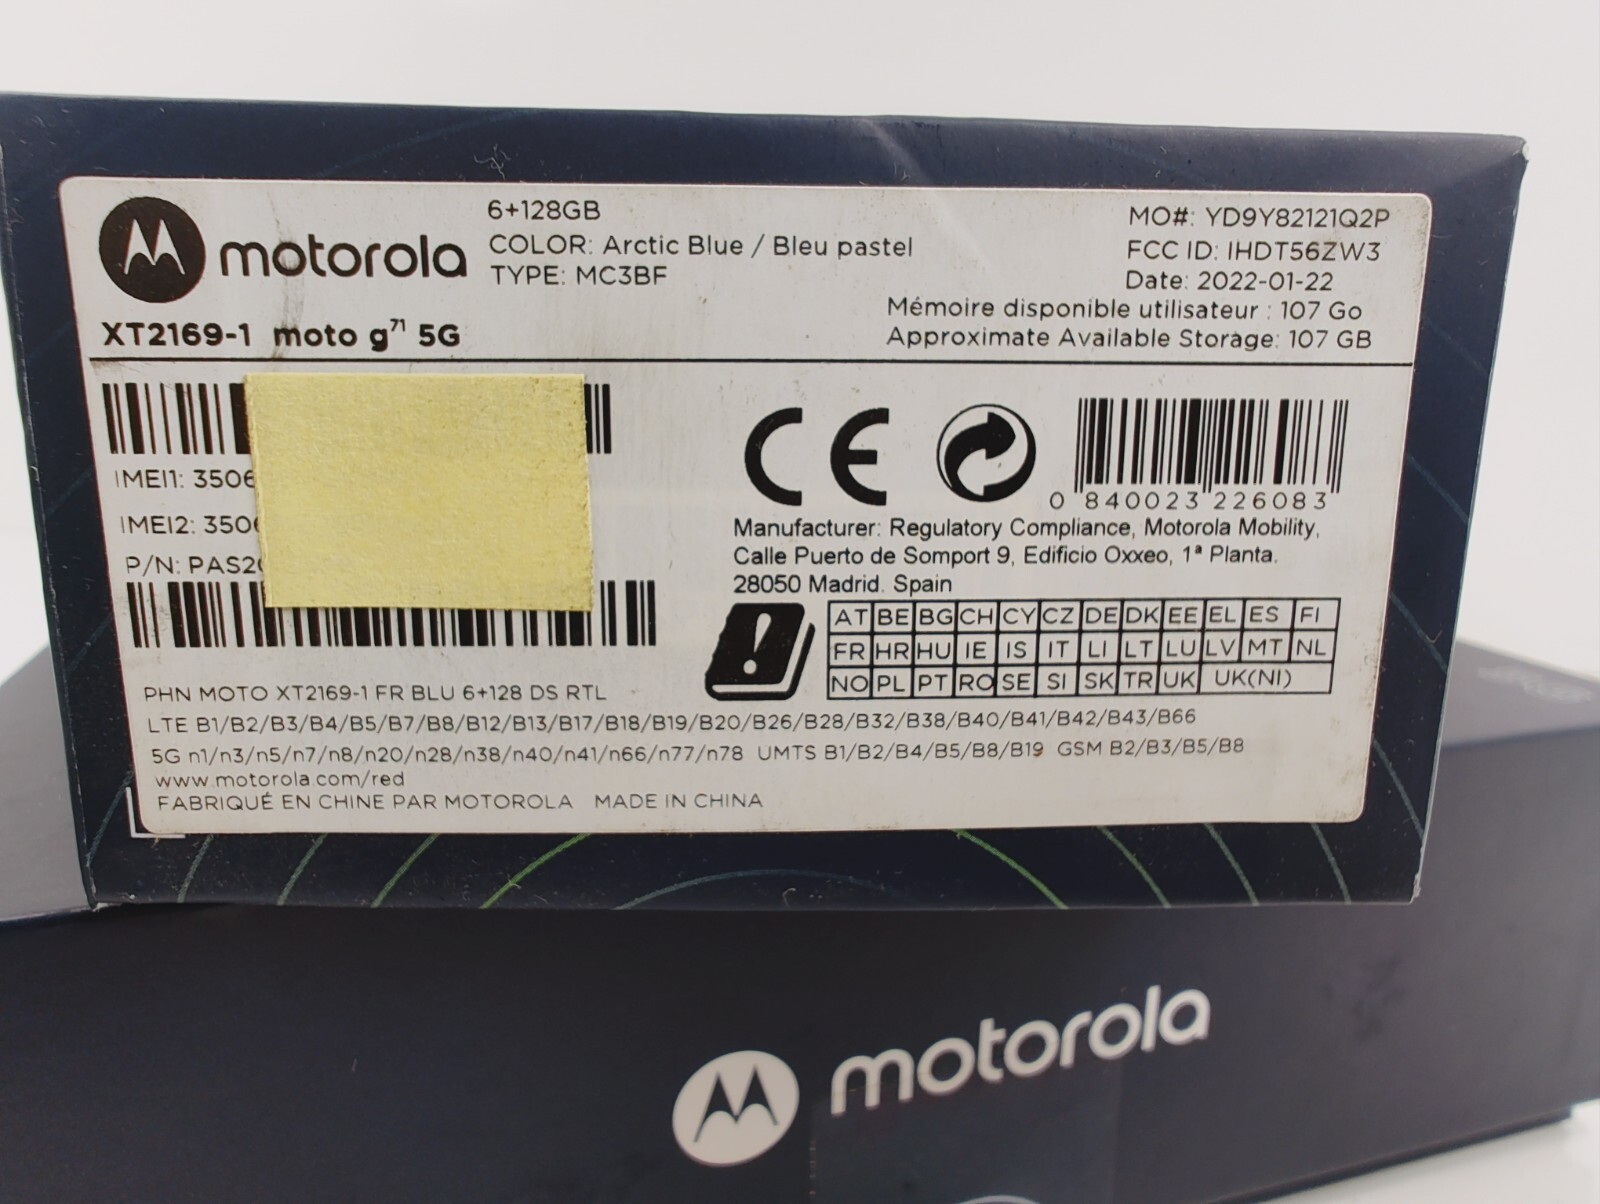 motorola
6+128GB
COLOR: Arctic Blue / Bleu pastel
TYPE: MC3BF
MO#: YD9Y82121Q2P
FCC ID: IHDT56ZW3
Date: 2022-01-22
Mémoire disponible utilisateur : 107 Go
Approximate Available Storage: 107 GB
XT2169-1 moto g71 5G
IMEI1: 3506
IMEI2: 350
P/N: PAS2
CE
0 840023 226083
Manufacturer: Regulatory Compliance, Motorola Mobility,
Calle Puerto de Somport 9, Edificio Oxxeo, 1ª Planta.
28050 Madrid. Spain
AT BE BG CH CY CZ DE DK EE EL ES FI
FR HR HU IE IS IT LI LT LU LV MT NL
NO PL PT RO SE SI SK TR UK UK(NI)
PHN MOTO XT2169-1 FR BLU 6+128 DS RTL
LTE B1/B2/B3/B4/B5/B7/B8/B12/B13/B17/B18/B19/B20/B26/B28/B32/B38/B40/B41/B42/B43/B66
5G n1/n3/n5/n7/n8/n20/n28/n38/n40/n41/n66/n77/n78 UMTS B1/B2/B4/B5/B8/B19 GSM B2/B3/B5/B8
www.motorola.com/red
FABRIQUÉ EN CHINE PAR MOTOROLA MADE IN CHINA
motorola